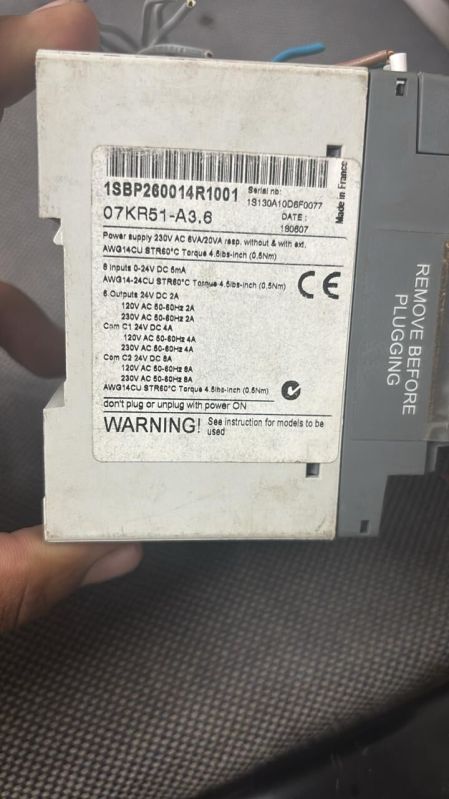 1SBP260014R1001
Serial nb:
1S130A10D6F0077
07KR51-A3.6
DATE:
190607
Made in France
Power supply 230V AC 6VA/20VA resp. without & with ext.
AWG14CU STR60°C Torque 4.5lbs-inch (0,5Nm)
8 Inputs 0-24V DC 5mA
AWG14-24CU STR60°C Torque 4.5lbs-inch (0,5Nm)
6 Outputs 24V DC 2A
120V AC 50-60Hz 2A
230V AC 50-60Hz 2A
Com C1 24V DC 4A
120V AC 50-60Hz 4A
230V AC 50-60Hz 4A
Com C2 24V DC 8A
120V AC 50-60Hz 8A
230V AC 50-60Hz 8A
AWG14CU STR60°C Torque 4.5lbs-inch (0.5Nm)
CE
don't plug or unplug with power ON
WARNING! See instruction for models to be
used
REMOVE BEFORE
PLUGGING